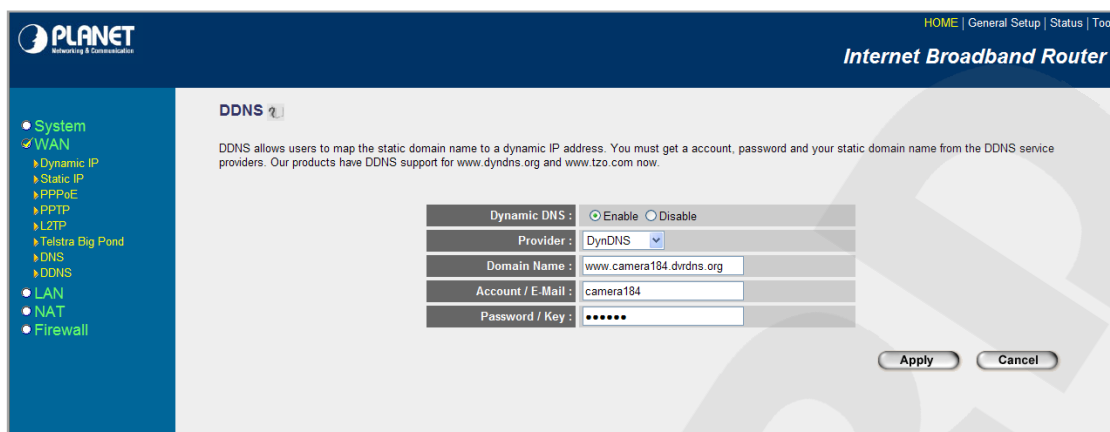 PLANET
Networking & Communication
HOME | General Setup | Status |
Internet Broadband Router
System
WAN
Dynamic IP
Static IP
PPPoE
PPTP
L2TP
Telstra Big Pond
DNS
DDNS
LAN
NAT
Firewall
DDNS
DDNS allows users to map the static domain name to a dynamic IP address. You must get a account, password and your static domain name from the DDNS service
providers. Our products have DDNS support for www.dyndns.org and www.tzo.com now.
Dynamic DNS : Enable Disable
Provider : DynDNS
Domain Name : www.camera184.dvrdns.org
Account / E-Mail : camera184
Password / Key : ••••••
Apply Cancel